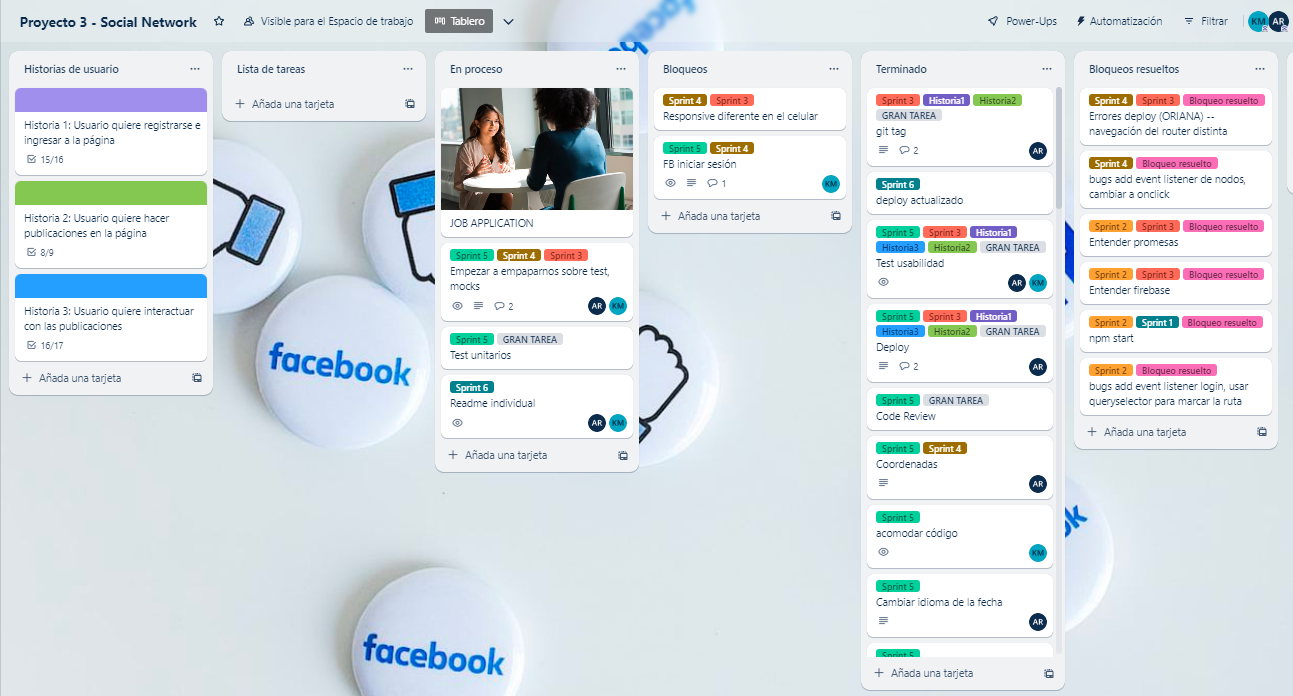 Proyecto 3 - Social Network
Visible para el Espacio de trabajo
Tablero
Power-Ups
Automatización
Filtrar
KM
AR
Historias de usuario
Historia 1: Usuario quiere registrarse e
ingresar a la página
15/16
Historia 2: Usuario quiere hacer
publicaciones en la página
8/9
Historia 3: Usuario quiere interactuar
con las publicaciones
16/17
Añada una tarjeta
Lista de tareas
Añada una tarjeta
En proceso
JOB APPLICATION
Sprint 5 Sprint 4 Sprint 3
Empezar a empaparnos sobre test,
mocks
2
AR KM
Sprint 5 GRAN TAREA
Test unitarios
Sprint 6
Readme individual
AR KM
Añada una tarjeta
Bloqueos
Sprint 4 Sprint 3
Responsive diferente en el celular
Sprint 5 Sprint 4
FB iniciar sesión
1
KM
Añada una tarjeta
Terminado
Sprint 3 Historia1 Historia2
GRAN TAREA
git tag
2
AR
Sprint 6
deploy actualizado
Sprint 5 Sprint 3 Historia1
Historia3 Historia2 GRAN TAREA
Test usabilidad
AR KM
Sprint 5 Sprint 3 Historia1
Historia3 Historia2 GRAN TAREA
Deploy
2
AR
Sprint 5 GRAN TAREA
Code Review
Sprint 5 Sprint 4
Coordenadas
AR
Sprint 5
acomodar código
KM
Sprint 5
Cambiar idioma de la fecha
AR
Sprint 5
Añada una tarjeta
Bloqueos resueltos
Sprint 4 Sprint 3 Bloqueo resuelto
Errores deploy (ORIANA) --
navegación del router distinta
Sprint 4 Bloqueo resuelto
bugs add event listener de nodos,
cambiar a onclick
Sprint 2 Sprint 3 Bloqueo resuelto
Entender promesas
Sprint 2 Sprint 3 Bloqueo resuelto
Entender firebase
Sprint 2 Sprint 1 Bloqueo resuelto
npm start
Sprint 2 Bloqueo resuelto
bugs add event listener login, usar
queryselector para marcar la ruta
Añada una tarjeta
facebook
facebook